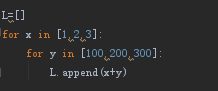 L=[]
for x in [1,2,3]:
    for y in [100,200,300]:
        L.append(x+y)